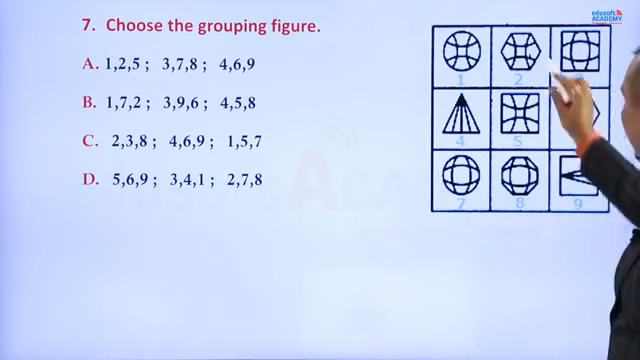 edusoft
ACADEMY
7. Choose the grouping figure.
A. 1,2,5 ; 3,7,8 ; 4,6,9
B. 1,7,2 ; 3,9,6 ; 4,5,8
C. 2,3,8 ; 4,6,9 ; 1,5,7
D. 5,6,9 ; 3,4,1 ; 2,7,8
1 2
4 5
7 8 9